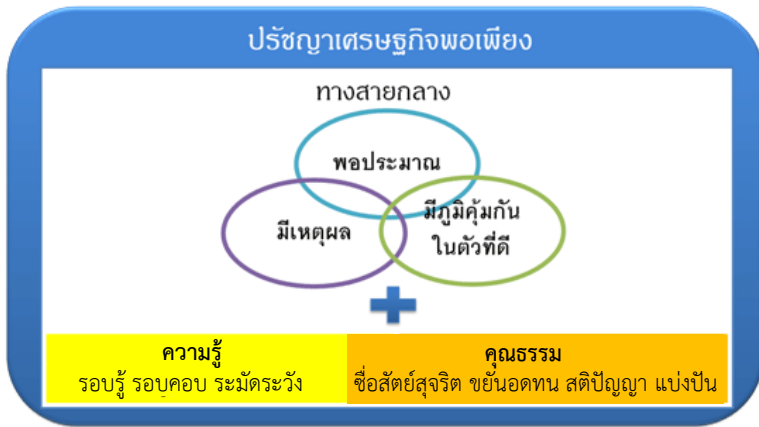 ปรัชญาเศรษฐกิจพอเพียง
ทางสายกลาง
พอประมาณ
มีเหตุผล
มีภูมิคุ้มกัน
ในตัวที่ดี
ความรู้
รอบรู้ รอบคอบ ระมัดระวัง
คุณธรรม
ซื่อสัตย์สุจริต ขยันอดทน สติปัญญา แบ่งปัน